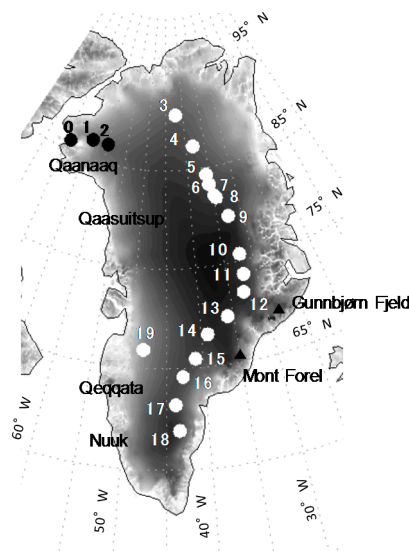 95° N
85° N
75° N
65° N
3
0 1 2
4
5
6 7
8
9
10
11
12
13
14
15
16
17
18
19
Qaanaaq
Qaasuitsup
Gunnbjørn Fjeld
Mont Forel
Qeqqata
Nuuk
60° W
50° W
40° W
30° W